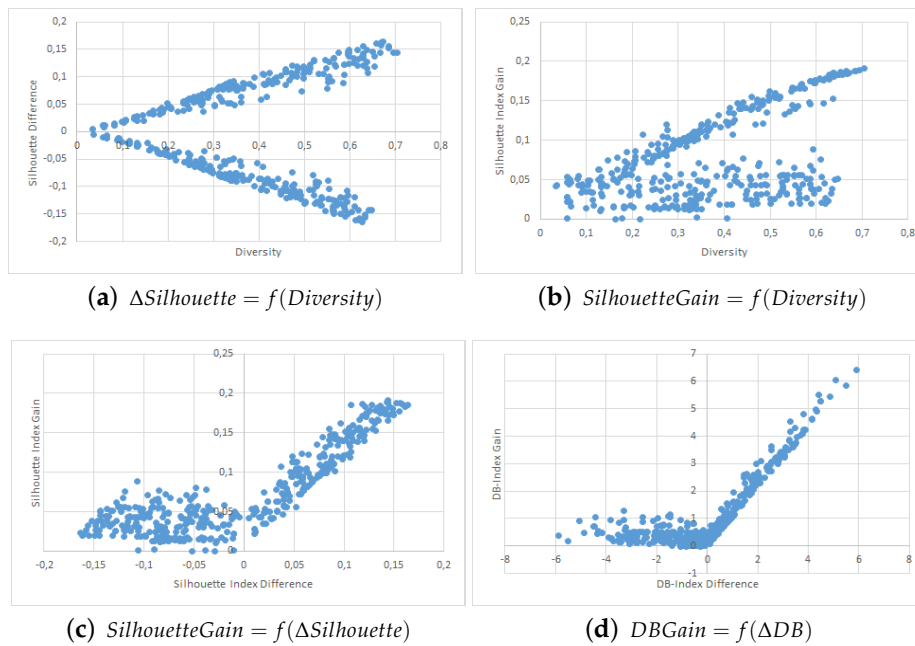 0,2
0,15
0,1
0,05
0
-0,05
-0,1
-0,15
-0,2
0 0,1 0,2 0,3 0,4 0,5 0,6 0,7 0,8
Silhouette Difference
Diversity
(a) ΔSilhouette = f(Diversity)
0,25
0,2
0,15
0,1
0,05
0
0 0,1 0,2 0,3 0,4 0,5 0,6 0,7 0,8
Silhouette Index Gain
Diversity
(b) SilhouetteGain = f(Diversity)
0,25
0,2
0,15
0,1
0,05
0
-0,2 -0,15 -0,1 -0,05 0 0,05 0,1 0,15 0,2
Silhouette Index Gain
Silhouette Index Difference
(c) SilhouetteGain = f(ΔSilhouette)
7
6
5
4
3
2
1
0
-1
-8 -6 -4 -2 0 2 4 6 8
DB-Index Gain
DB-Index Difference
(d) DBGain = f(ΔDB)